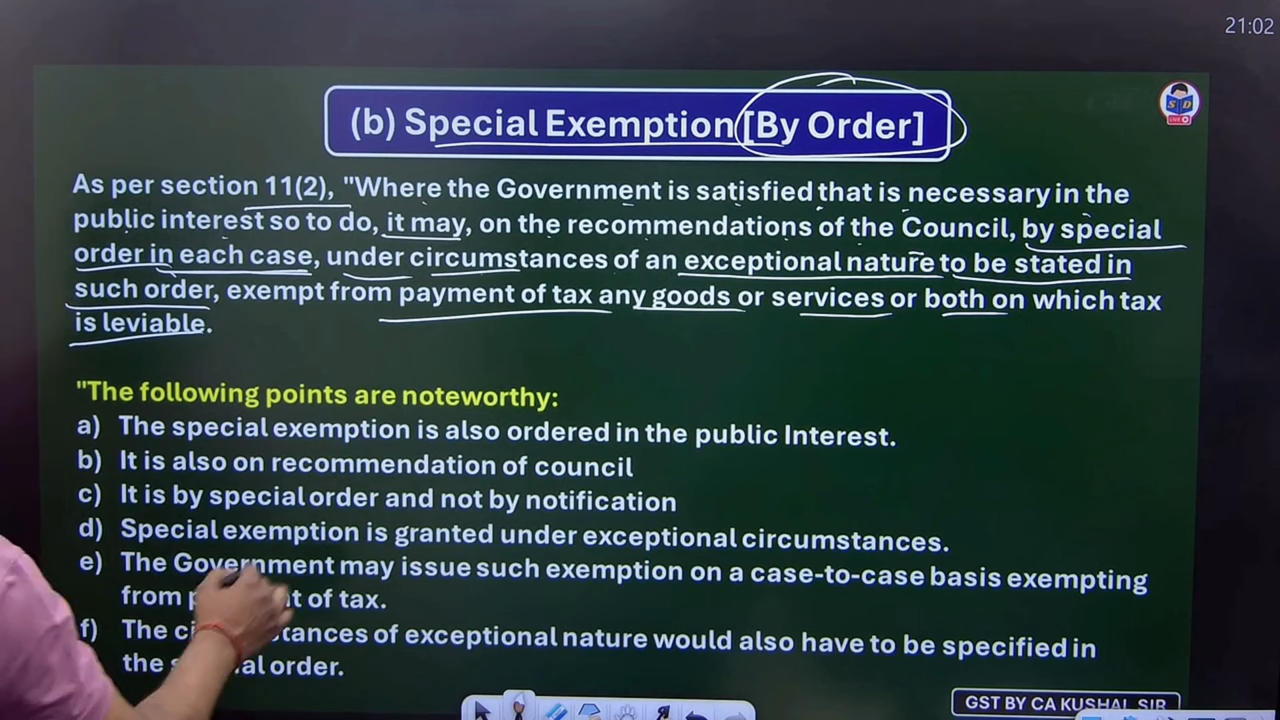 21:02
(b) Special Exemption [By Order]
S D
LIVE
As per section 11(2), "Where the Government is satisfied that is necessary in the
public interest so to do, it may, on the recommendations of the Council, by special
order in each case, under circumstances of an exceptional nature to be stated in
such order, exempt from payment of tax any goods or services or both on which tax
is leviable.
"The following points are noteworthy:
a) The special exemption is also ordered in the public Interest.
b) It is also on recommendation of council
c) It is by special order and not by notification
d) Special exemption is granted under exceptional circumstances.
e) The Government may issue such exemption on a case-to-case basis exempting
from of tax.
f) The of exceptional nature would also have to be specified in
the order.
GST BY CA KUSHAL SIR